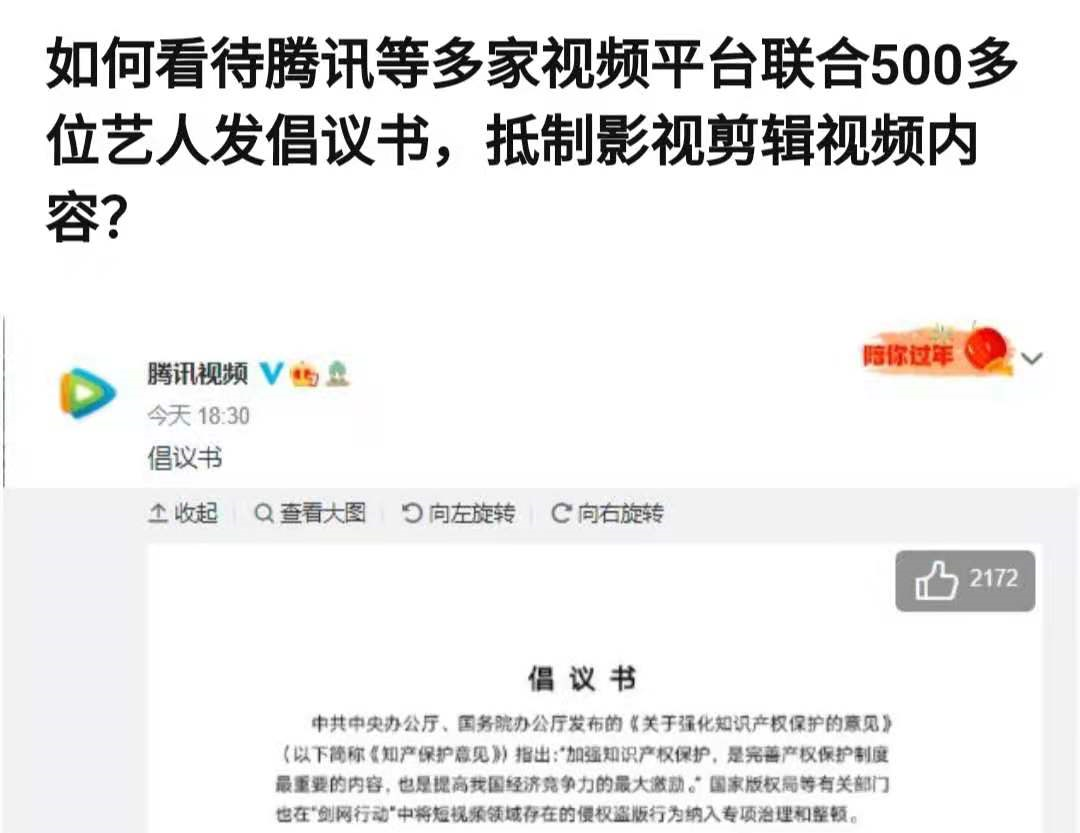 如何看待腾讯等多家视频平台联合500多
位艺人发倡议书，抵制影视剪辑视频内
容？
陪你过年
腾讯视频
今天 18:30
倡议书
收起 查看大图 向左旋转 向右旋转
2172
倡议书
中共中央办公厅、国务院办公厅发布的《关于强化知识产权保护的意见》
（以下简称《知产保护意见》）指出：“加强知识产权保护，是完善产权保护制度
最重要的内容，也是提高我国经济竞争力的最大激励。”国家版权局等有关部门
也在“剑网行动”中将短视频领域存在的侵权盗版行为纳入专项治理和整顿。